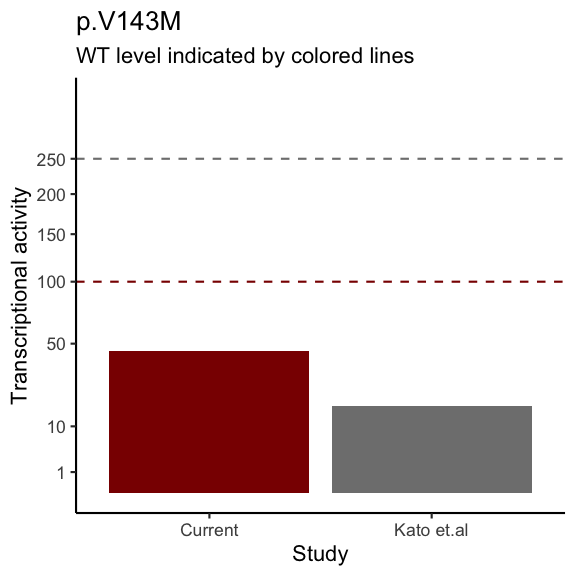 p.V143M
WT level indicated by colored lines
Transcriptional activity
250
200
150
100
50
10
1
Current
Kato et.al
Study